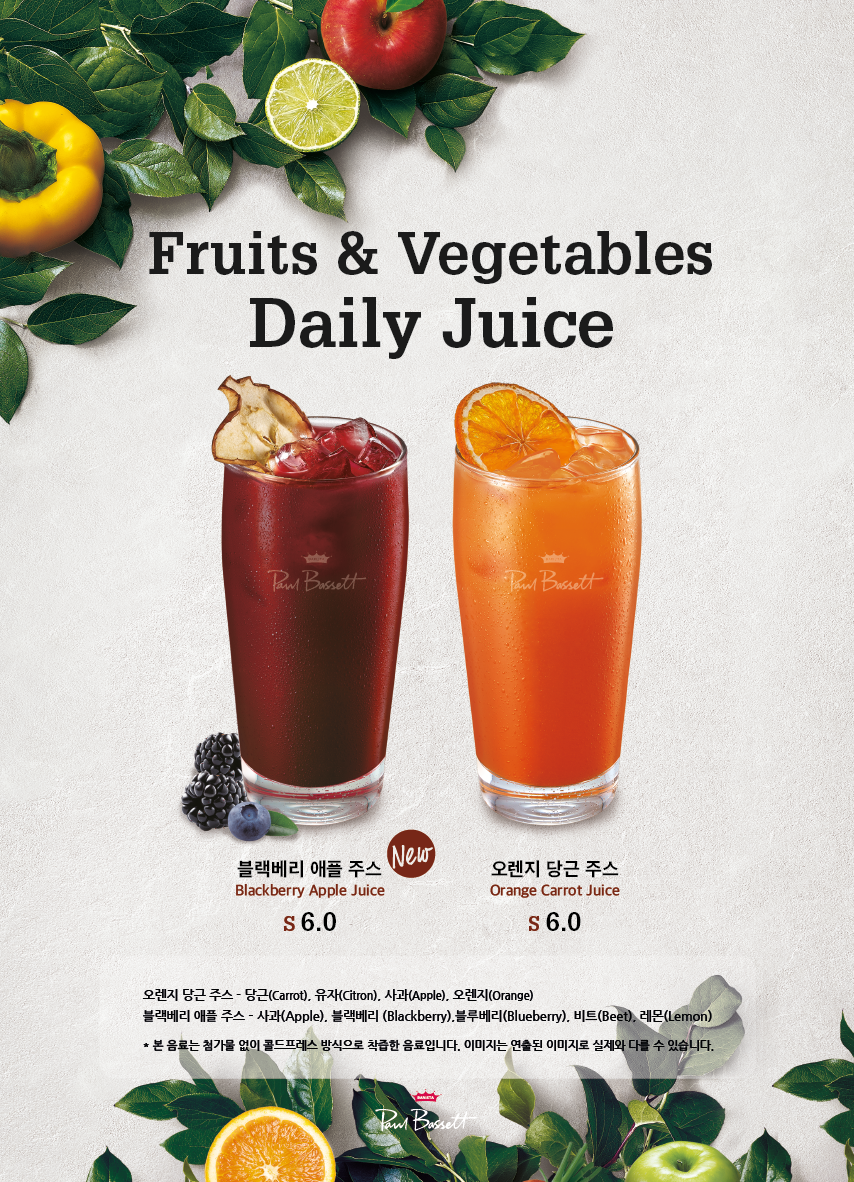 Fruits & Vegetables
Daily Juice
Paul Bassett
Paul Bassett
New
블랙베리 애플 주스
Blackberry Apple Juice
S 6.0
오렌지 당근 주스
Orange Carrot Juice
S 6.0
오렌지 당근 주스 - 당근(Carrot), 유자(Citron), 사과(Apple), 오렌지(Orange)
블랙베리 애플 주스 - 사과(Apple), 블랙베리 (Blackberry),블루베리(Blueberry), 비트(Beet), 레몬(Lemon)
* 본 음료는 첨가물 없이 콜드프레스 방식으로 착즙한 음료입니다. 이미지는 연출된 이미지로 실제와 다를 수 있습니다.
BARISTA
Paul Bassett